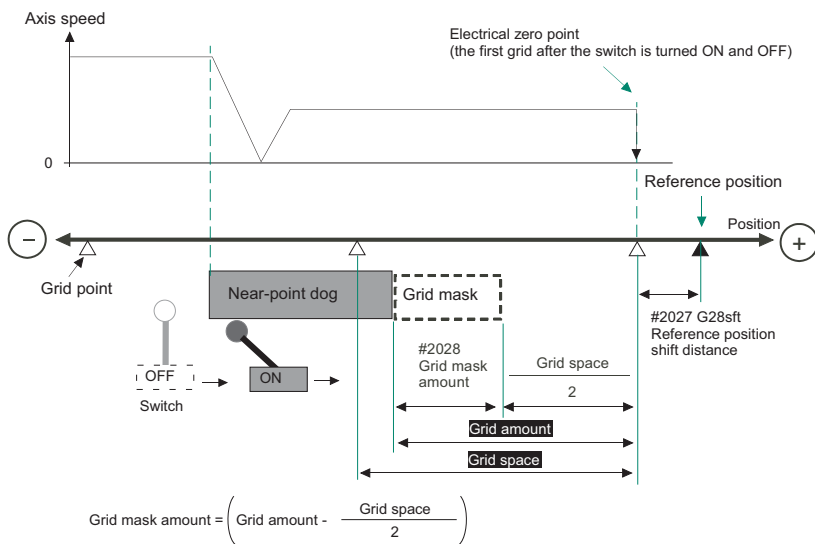 Axis speed
Electrical zero point
(the first grid after the switch is turned ON and OFF)
0
Reference position
Position
−
+
Grid point
Near-point dog
Grid mask
#2027 G28sft
Reference position
shift distance
#2028
Grid mask
amount
Grid space
2
OFF
ON
Switch
Grid amount
Grid space
Grid mask amount = ( Grid amount - Grid space
2 )